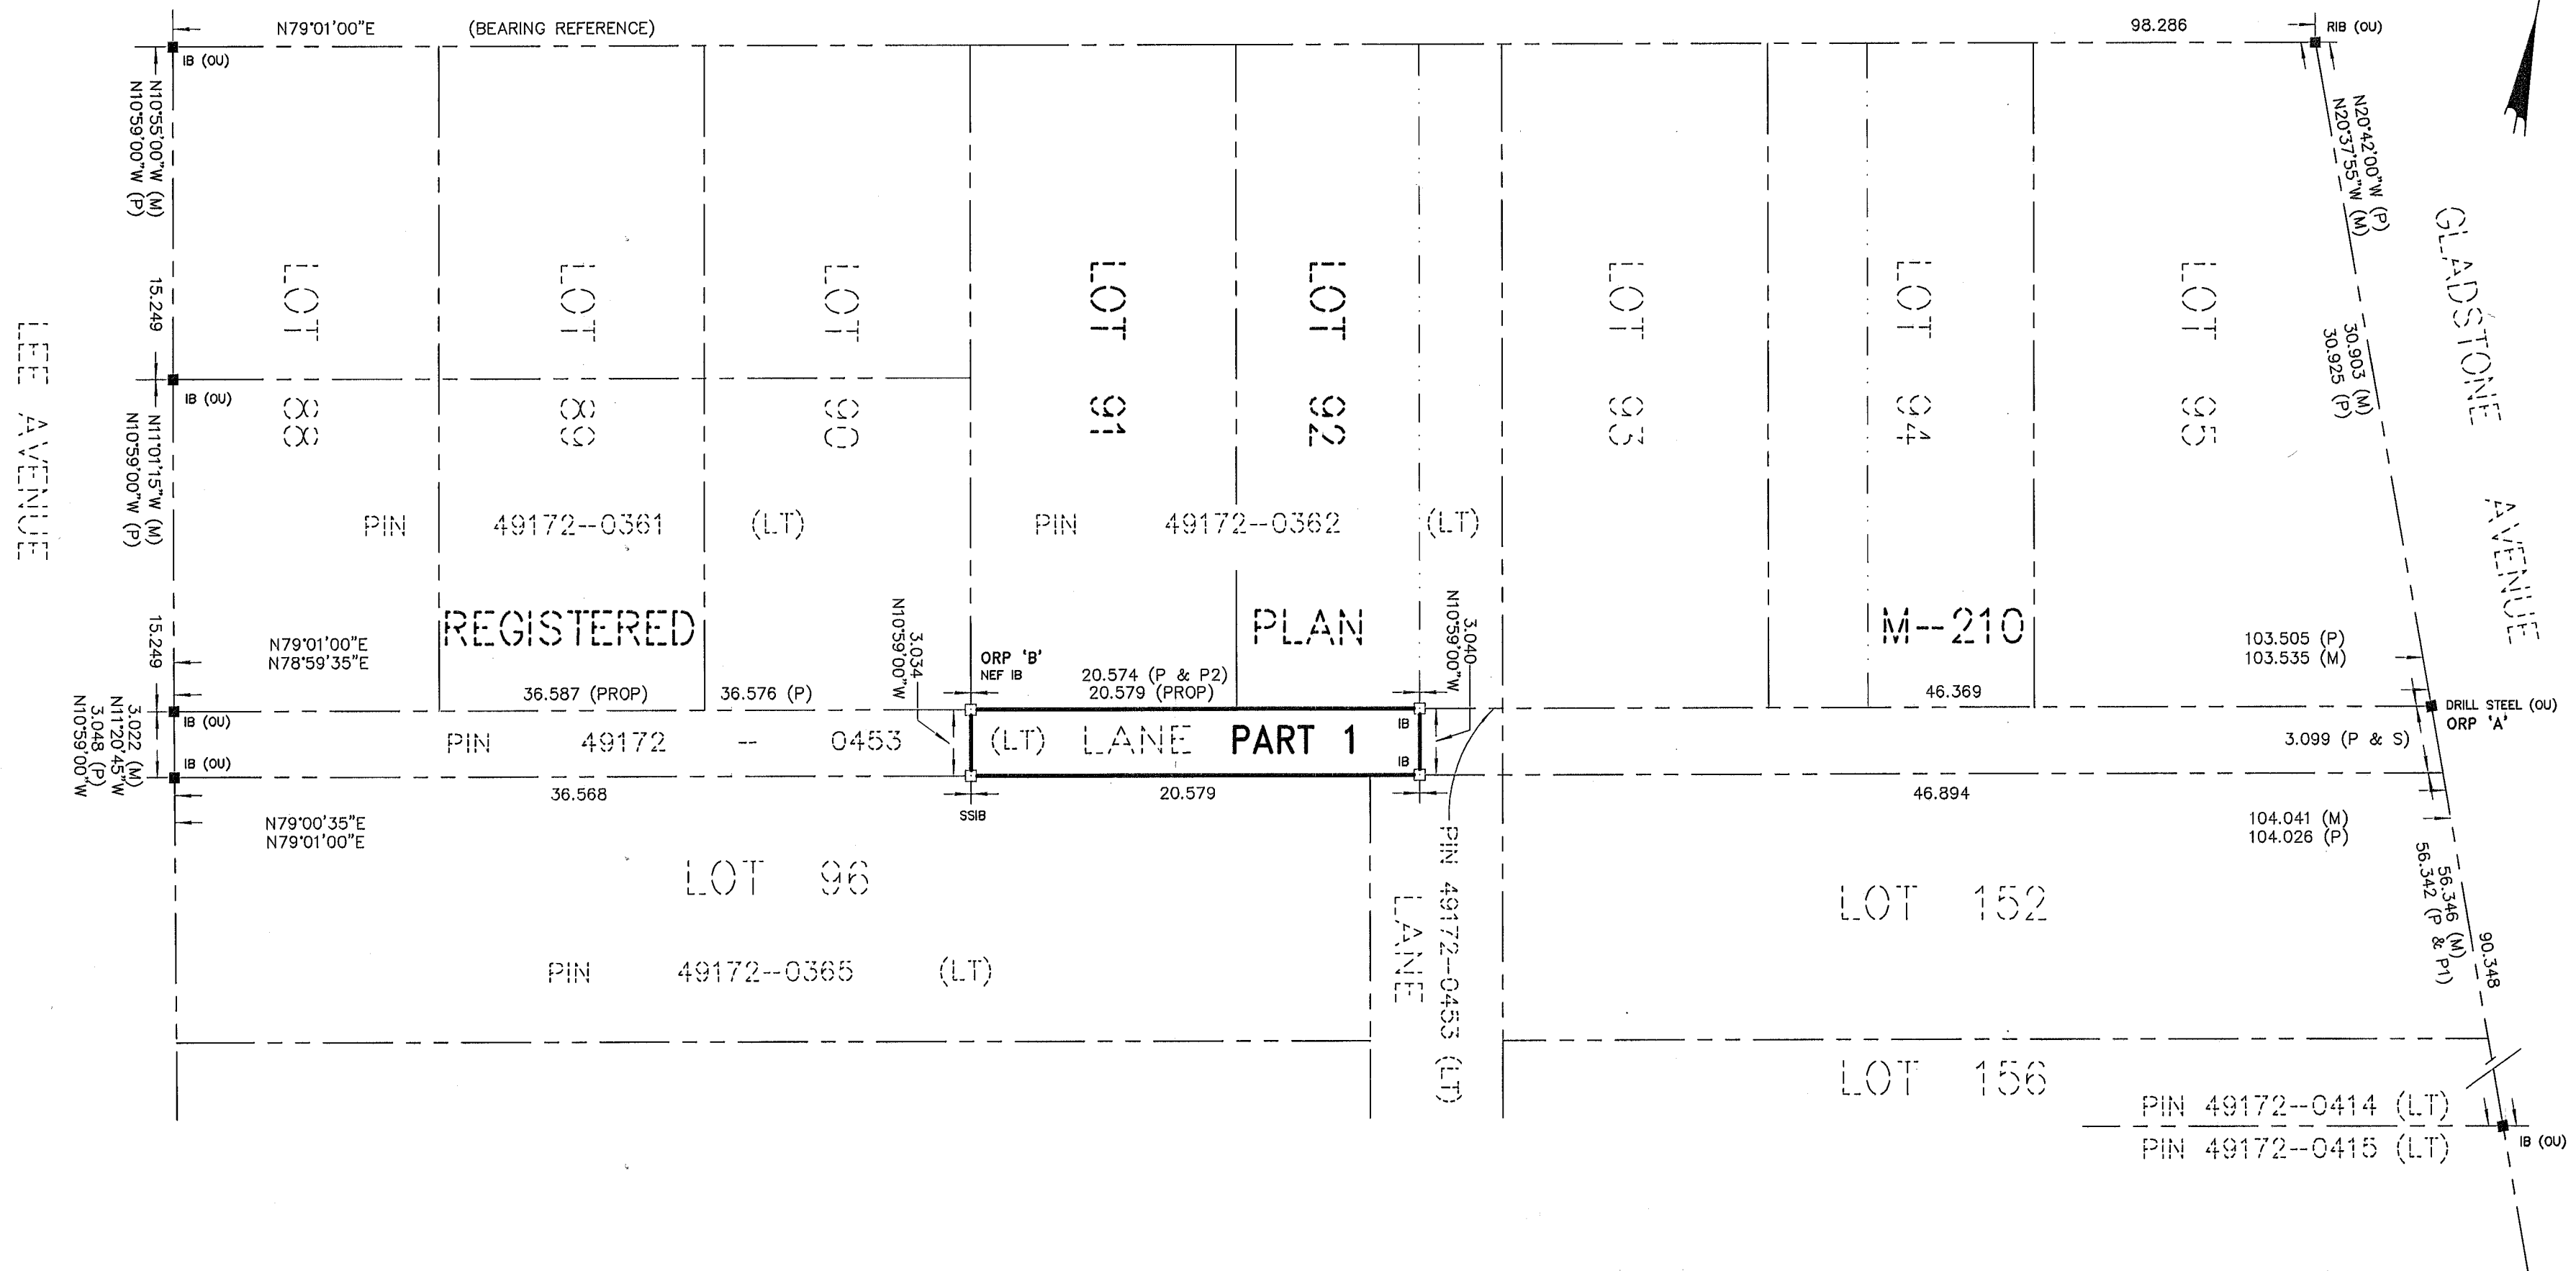 N79°01'00"E (BEARING REFERENCE) 98.286 RIB (OU)
IB (OU)
N10°55'00"W (M)
N10°59'00"W (P)
15.249
IB (OU)
N11°01'15"W (M)
N10°59'00"W (P)
15.249
LEE AVENUE
N20°42'00"W (P)
N20°37'55"W (M)
30.903 (M)
30.925 (P)
GLADSTONE AVENUE
LOT 88
LOT 89
LOT 90
LOT 91
LOT 92
LOT 93
LOT 94
LOT 95
PIN 49172--0361 (LT)
PIN 49172--0362 (LT)
REGISTERED PLAN M--210
N79°01'00"E
N78°59'35"E
3.034
N10°59'00"W
ORP 'B'
NEF IB
20.574 (P & P2)
20.579 (PROP)
3.040
N10°59'00"W
103.505 (P)
103.535 (M)
36.587 (PROP) 36.576 (P)
46.369
DRILL STEEL (OU)
ORP 'A'
3.022 (M)
N11°20'45"W
3.048 (P)
N10°59'00"W
IB (OU)
IB (OU)
PIN 49172 -- 0453 (LT) LANE PART 1
IB
IB
3.099 (P & S)
36.568
20.579
46.894
SSIB
N79°00'35"E
N79°01'00"E
104.041 (M)
104.026 (P)
LOT 96
PIN 49172--0365 (LT)
LANE
PIN 49172--0453 (LT)
LOT 152
56.346 (M)
56.342 (P & P1)
90.348
LOT 156
PIN 49172--0414 (LT)
PIN 49172--0415 (LT)
IB (OU)